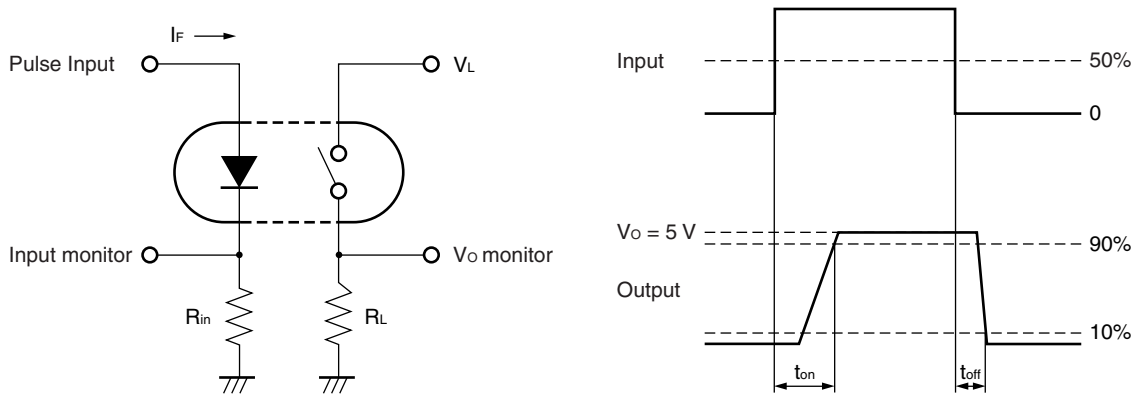 IF
Pulse Input
VL
Input monitor
VO monitor
Rin
RL
Input
50%
0
VO = 5 V
90%
Output
10%
ton
toff